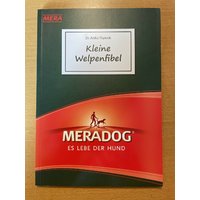 MERA
Kleine
Welpenfibel
MERADOG®
ES LEBE DER HUND